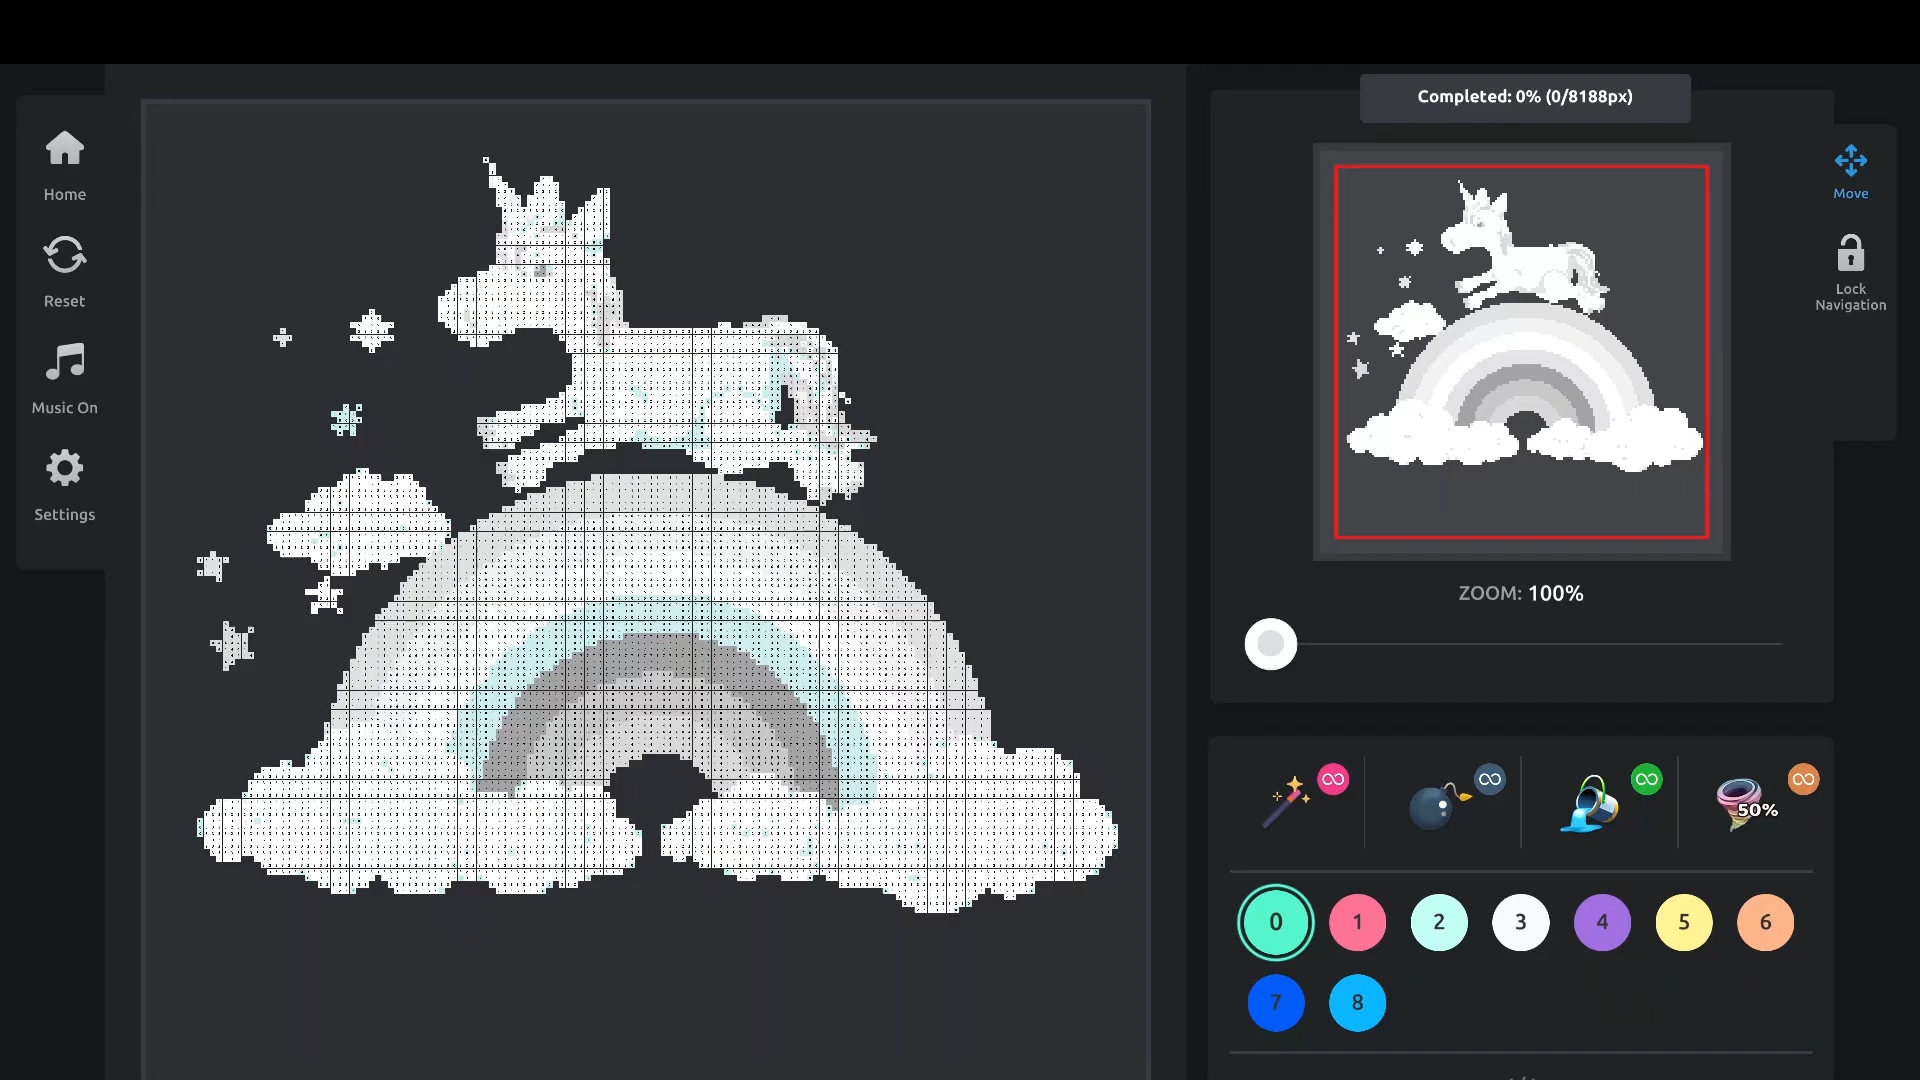 Completed: 0% (0/8188px)
Home
Reset
Music On
Settings
Move
Lock
Navigation
ZOOM: 100%
50%
0 1 2 3 4 5 6
7 8